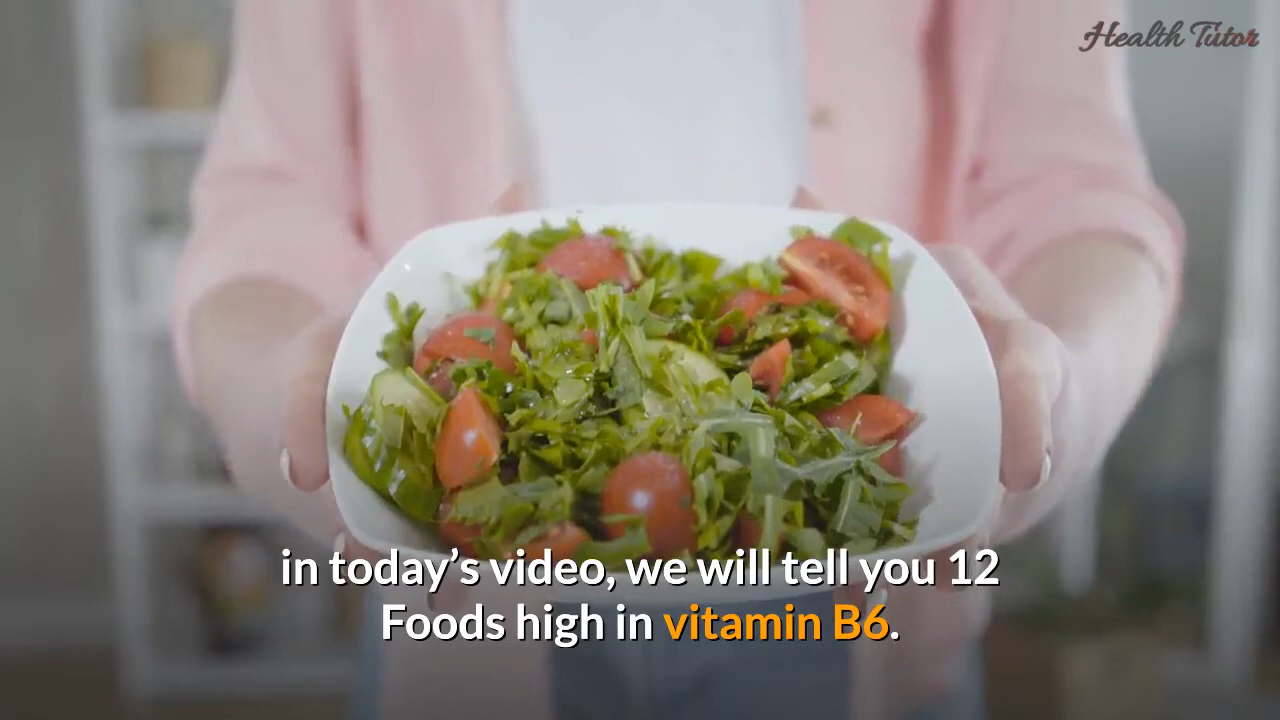 Health Tutor
in today’s video, we will tell you 12
Foods high in vitamin B6.